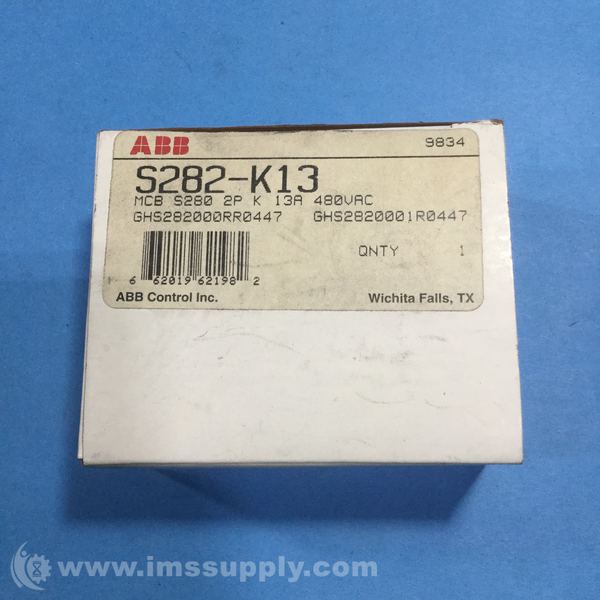 ABB
9834
S282-K13
MCB S280 2P K 13A 480VAC
GHS282000RR0447 GHS2820001R0447
QNTY 1
6 62019 62198 2
ABB Control Inc. Wichita Falls, TX
www.imssupply.com